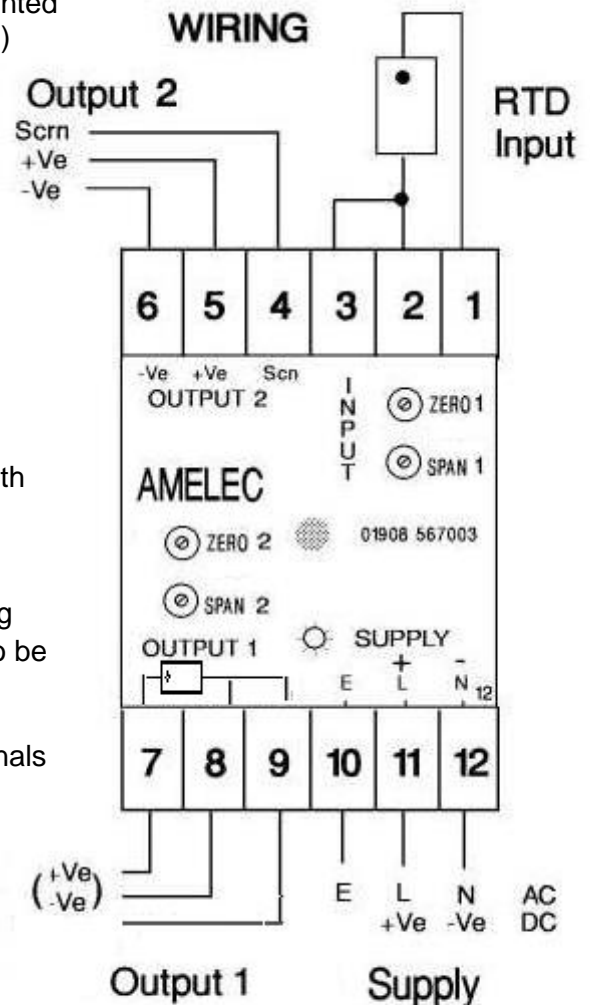 nted
WIRING
)
Output 2
RTD
Input
Scrn
+Ve
-Ve
6 5 4 3 2 1
-Ve +Ve Scn
OUTPUT 2
INPUT
ZERO 1
SPAN 1
th
AMELEC
ZERO 2
01908 567003
SPAN 2
g
o be
OUTPUT 1
SUPPLY
+ -
E L N 12
nals
7 8 9 10 11 12
(+Ve
-Ve)
E L N AC
+Ve -Ve DC
Output 1
Supply